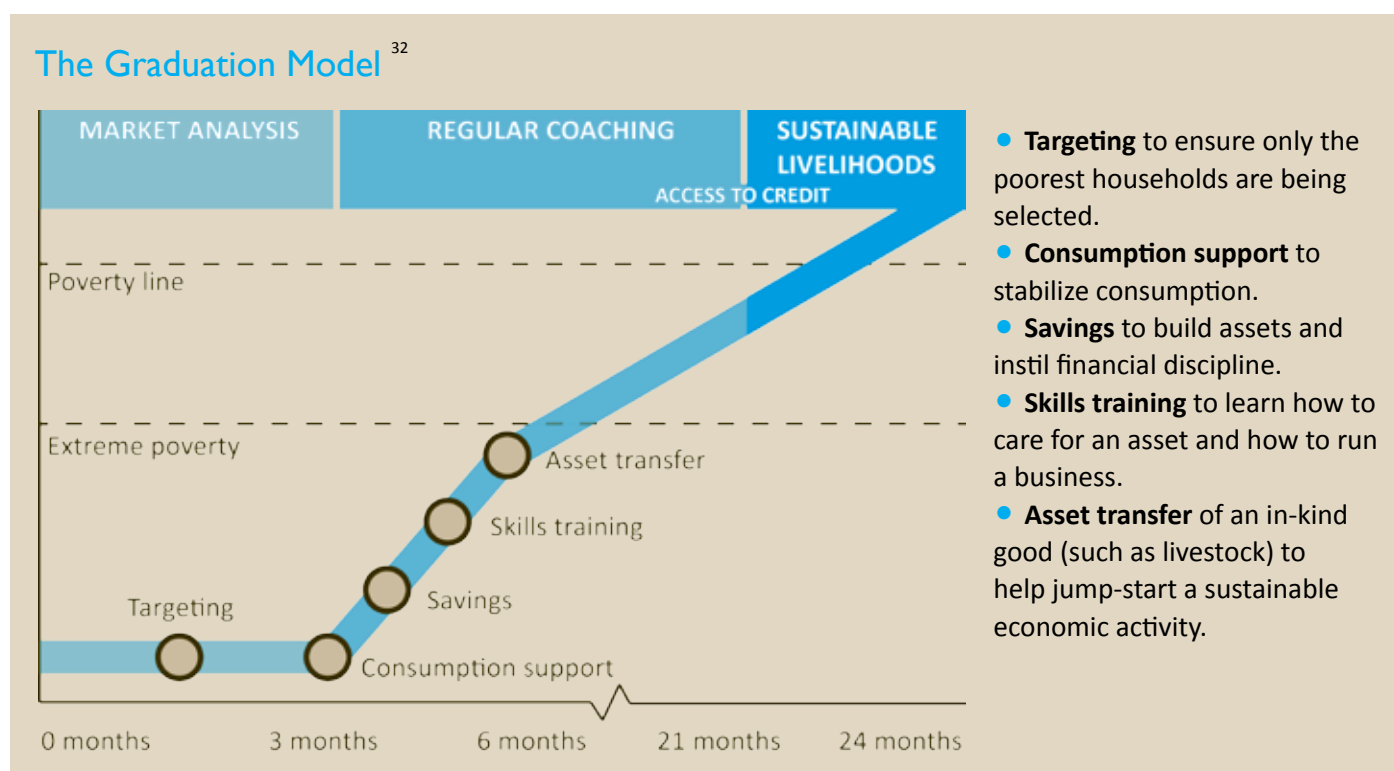 The Graduation Model 32
MARKET ANALYSIS
REGULAR COACHING
SUSTAINABLE
LIVELIHOODS
ACCESS TO CREDIT
Poverty line
Extreme poverty
Asset transfer
Skills training
Savings
Targeting
Consumption support
0 months
3 months
6 months
21 months
24 months
• Targeting to ensure only the
poorest households are being
selected.
• Consumption support to
stabilize consumption.
• Savings to build assets and
instil financial discipline.
• Skills training to learn how to
care for an asset and how to run
a business.
• Asset transfer of an in-kind
good (such as livestock) to
help jump-start a sustainable
economic activity.